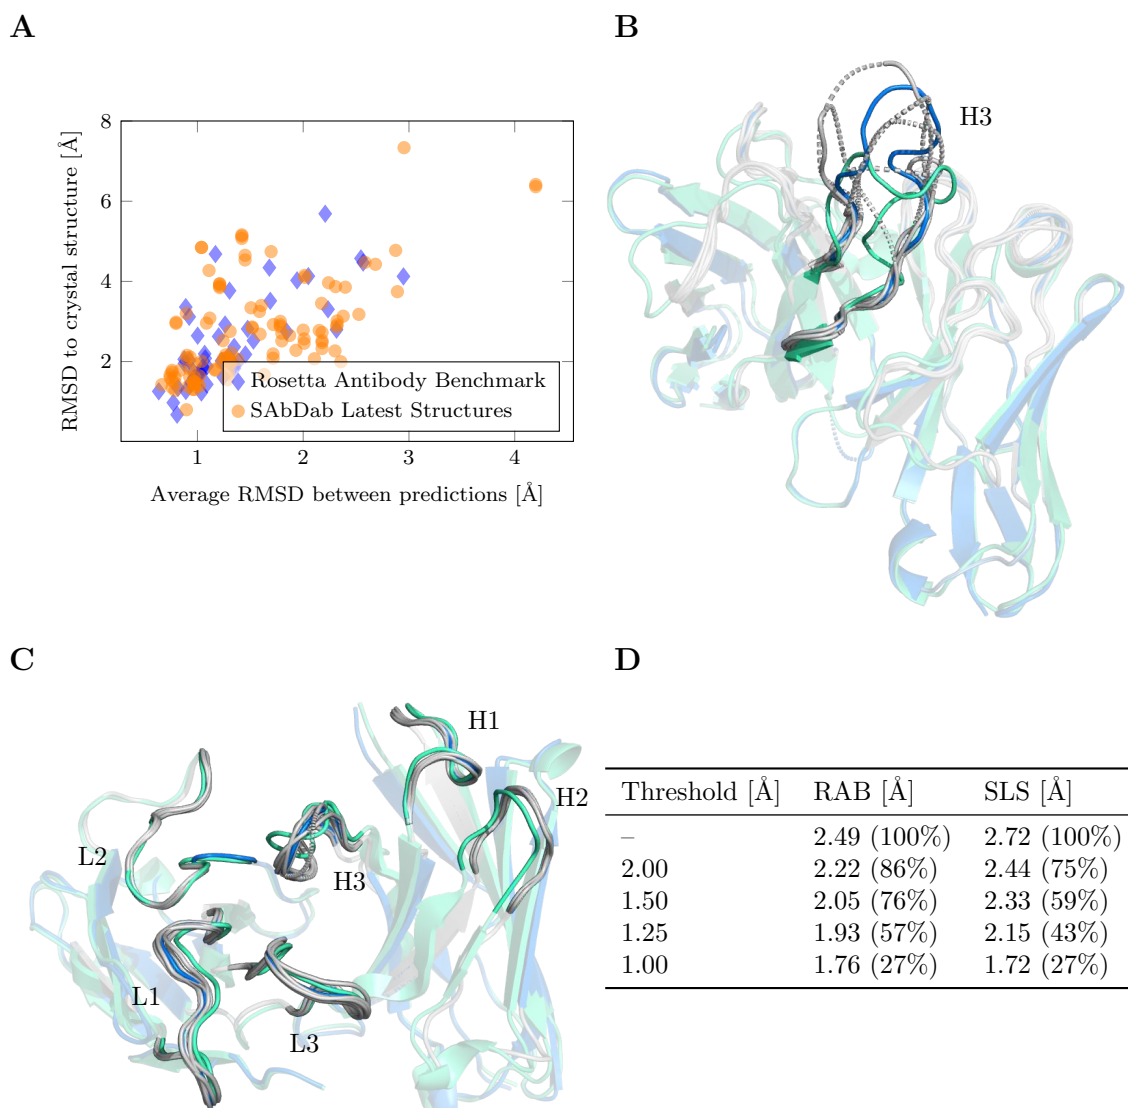 A
RMSD to crystal structure [Å]
8
6
4
2
1 2 3 4
Average RMSD between predictions [Å]
Rosetta Antibody Benchmark
SAbDab Latest Structures
B
H3
C
H1
H2
L2
H3
L1
L3
D
Threshold [Å] RAB [Å] SLS [Å]
– 2.49 (100%) 2.72 (100%)
2.00 2.22 (86%) 2.44 (75%)
1.50 2.05 (76%) 2.33 (59%)
1.25 1.93 (57%) 2.15 (43%)
1.00 1.76 (27%) 1.72 (27%)